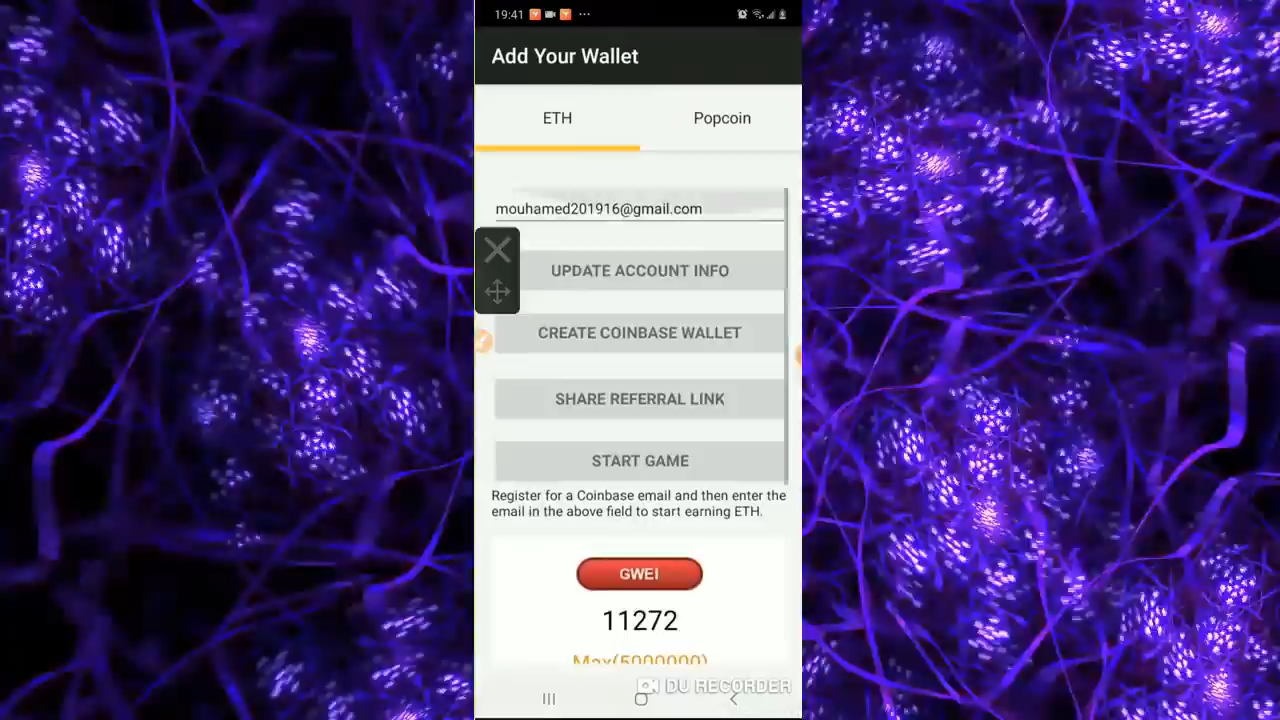 19:41
Add Your Wallet
ETH
Popcoin
mouhamed201916@gmail.com
UPDATE ACCOUNT INFO
CREATE COINBASE WALLET
SHARE REFERRAL LINK
START GAME
Register for a Coinbase email and then enter the
email in the above field to start earning ETH.
GWEI
11272
Max(5000000)
DU RECORDER